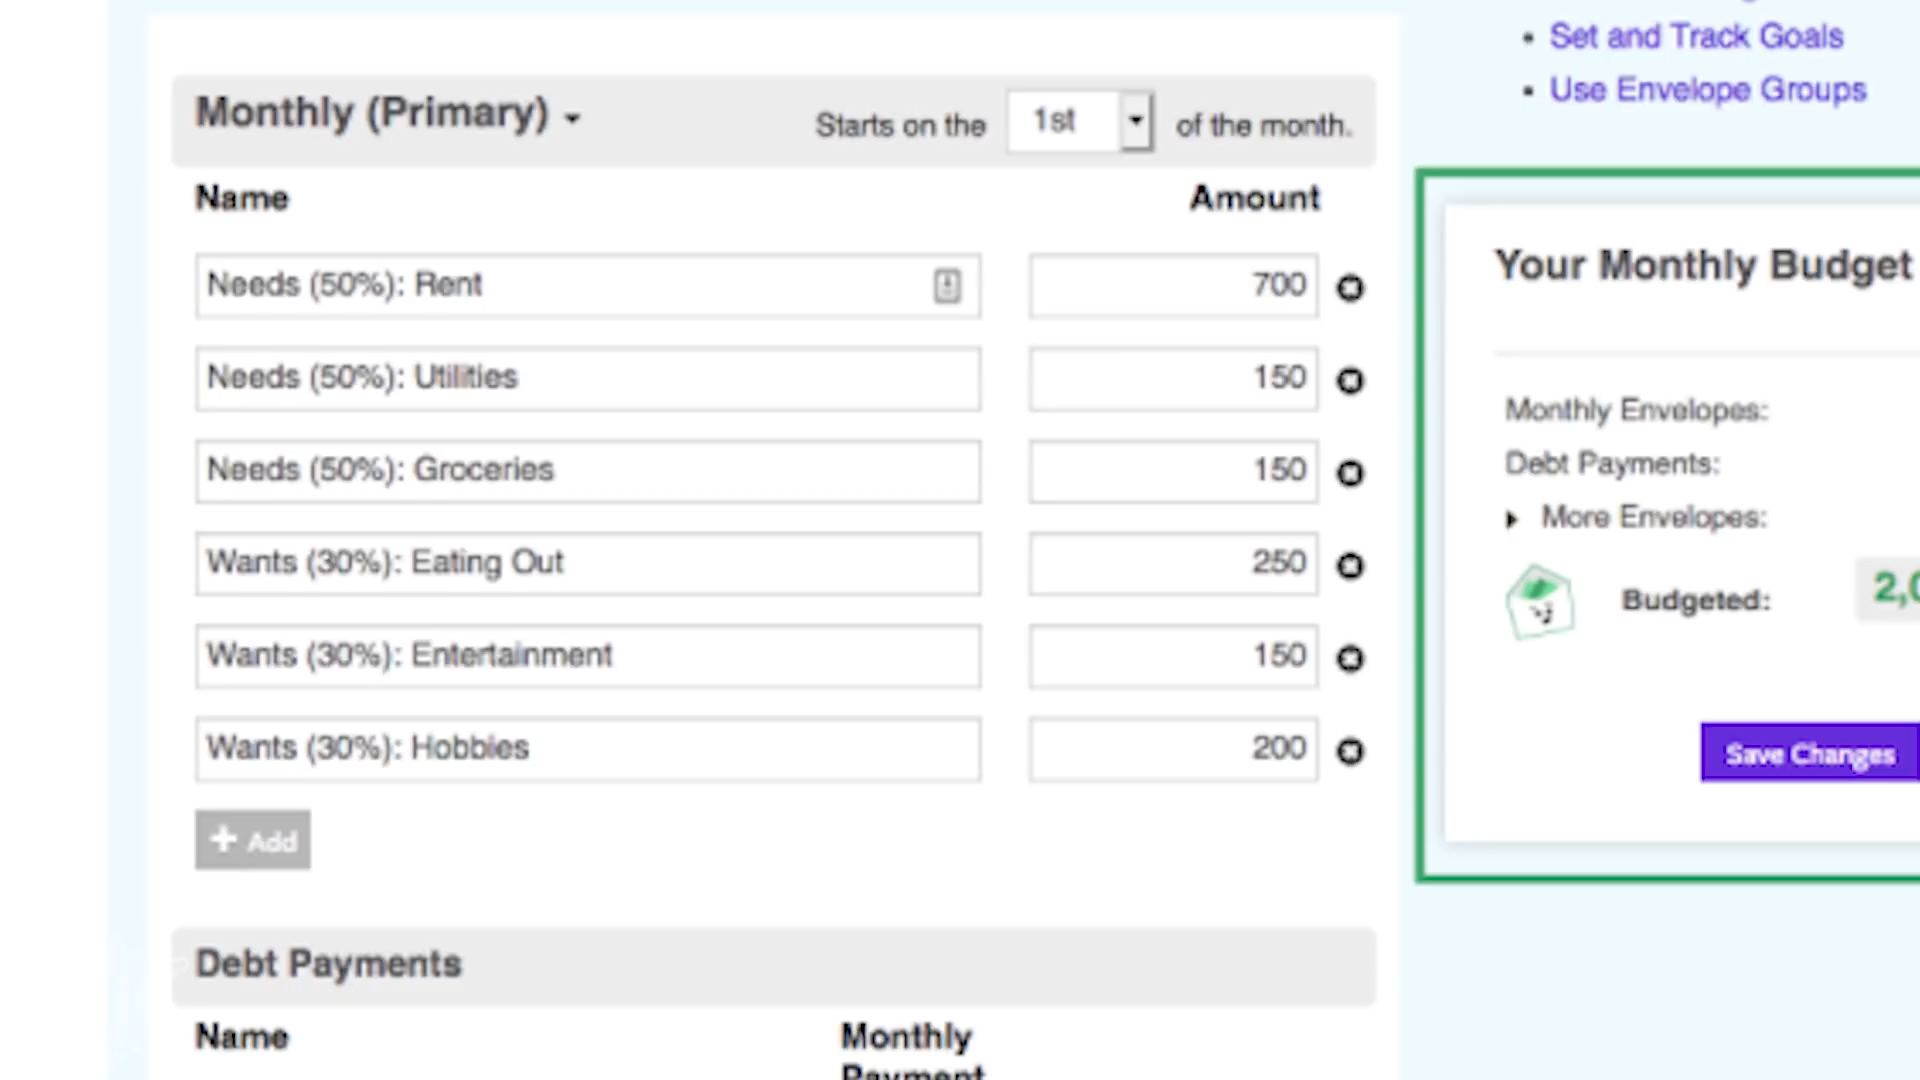 Set and Track Goals
Use Envelope Groups
Monthly (Primary)
Starts on the 1st of the month.
Name Amount
Needs (50%): Rent 700
Needs (50%): Utilities 150
Needs (50%): Groceries 150
Wants (30%): Eating Out 250
Wants (30%): Entertainment 150
Wants (30%): Hobbies 200
+ Add
Debt Payments
Name Monthly
Payment
Your Monthly Budget
Monthly Envelopes:
Debt Payments:
More Envelopes:
Budgeted: 2,0
Save Changes